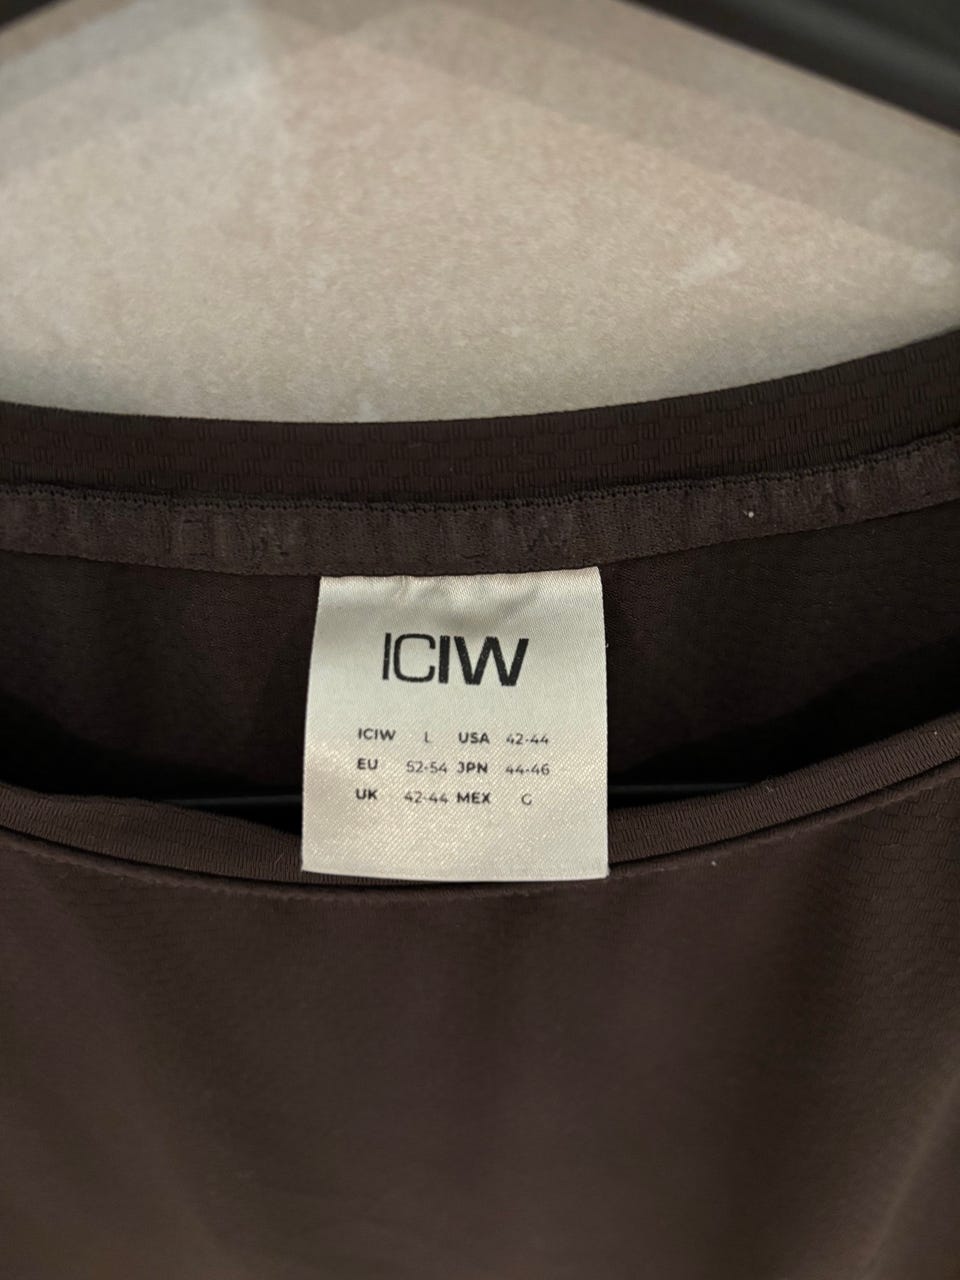 ICIW
ICIW L USA 42-44
EU 52-54 JPN 44-46
UK 42-44 MEX G